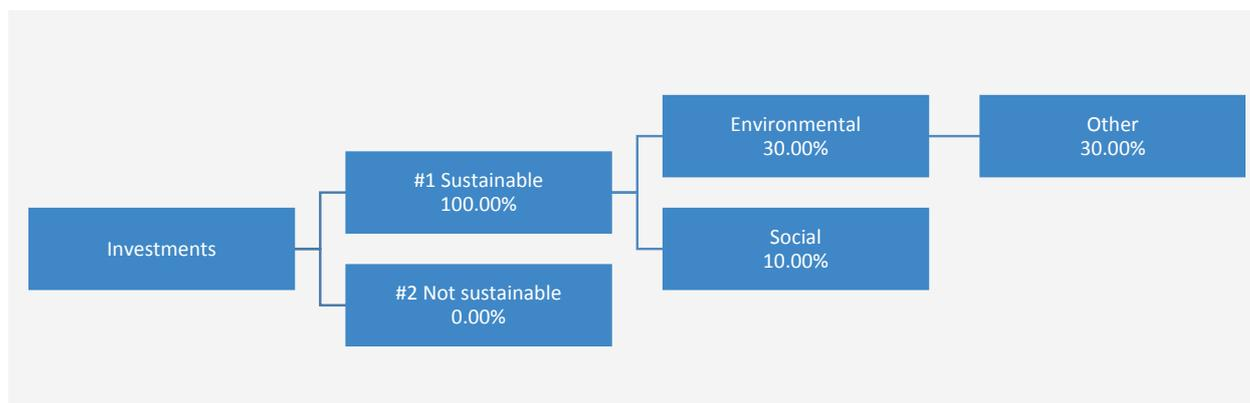 Investments
#1 Sustainable
100.00%
#2 Not sustainable
0.00%
Environmental
30.00%
Social
10.00%
Other
30.00%